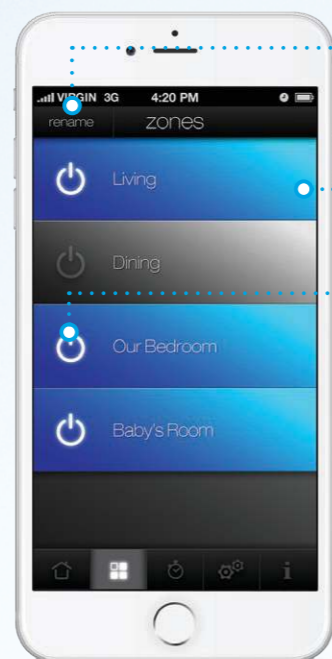 VIRGIN 3G 4:20 PM
rename zones
Living
Dining
Our Bedroom
Baby's Room
i